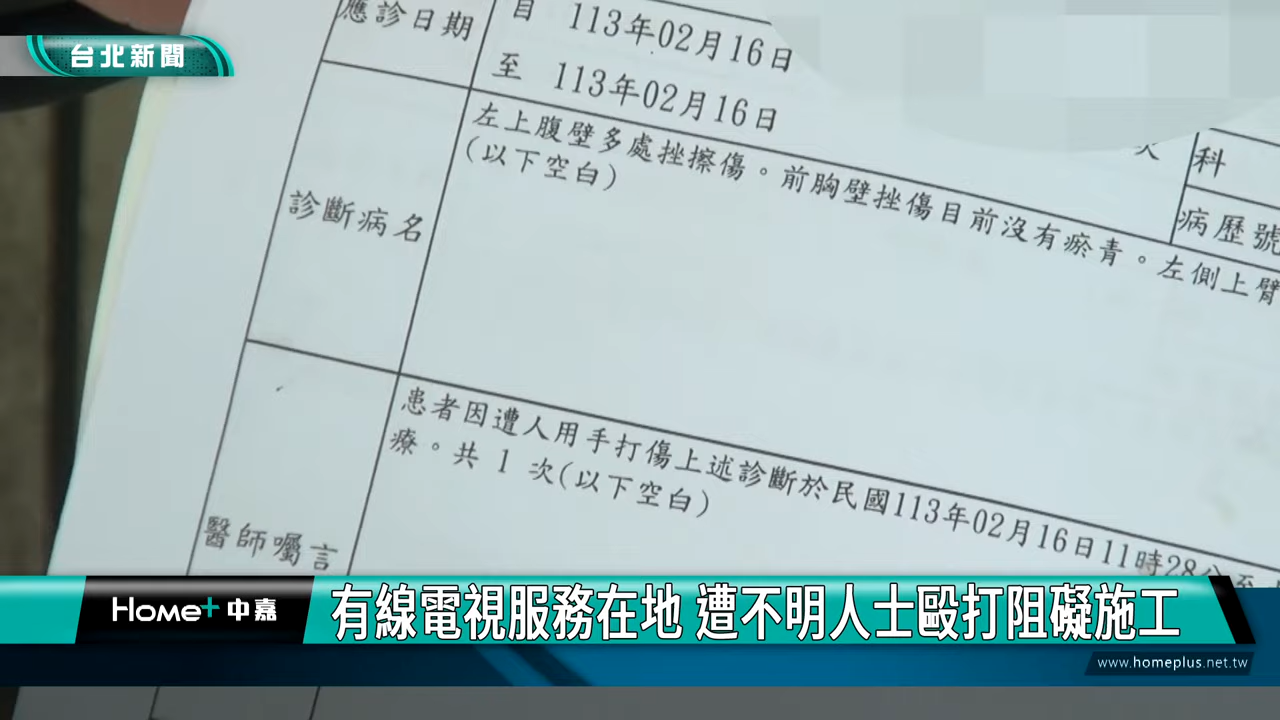 台北新聞
應診日期
自 113年02月16日
至 113年02月16日
次
科
病歷號
診斷病名
左上腹壁多處挫擦傷。前胸壁挫傷目前沒有瘀青。左側上臂
(以下空白)
醫師囑言
患者因遭人用手打傷上述診斷於民國113年02月16日11時28分至
療。共 1 次(以下空白)
Home+中嘉
有線電視服務在地 遭不明人士毆打阻礙施工
www.homeplus.net.tw